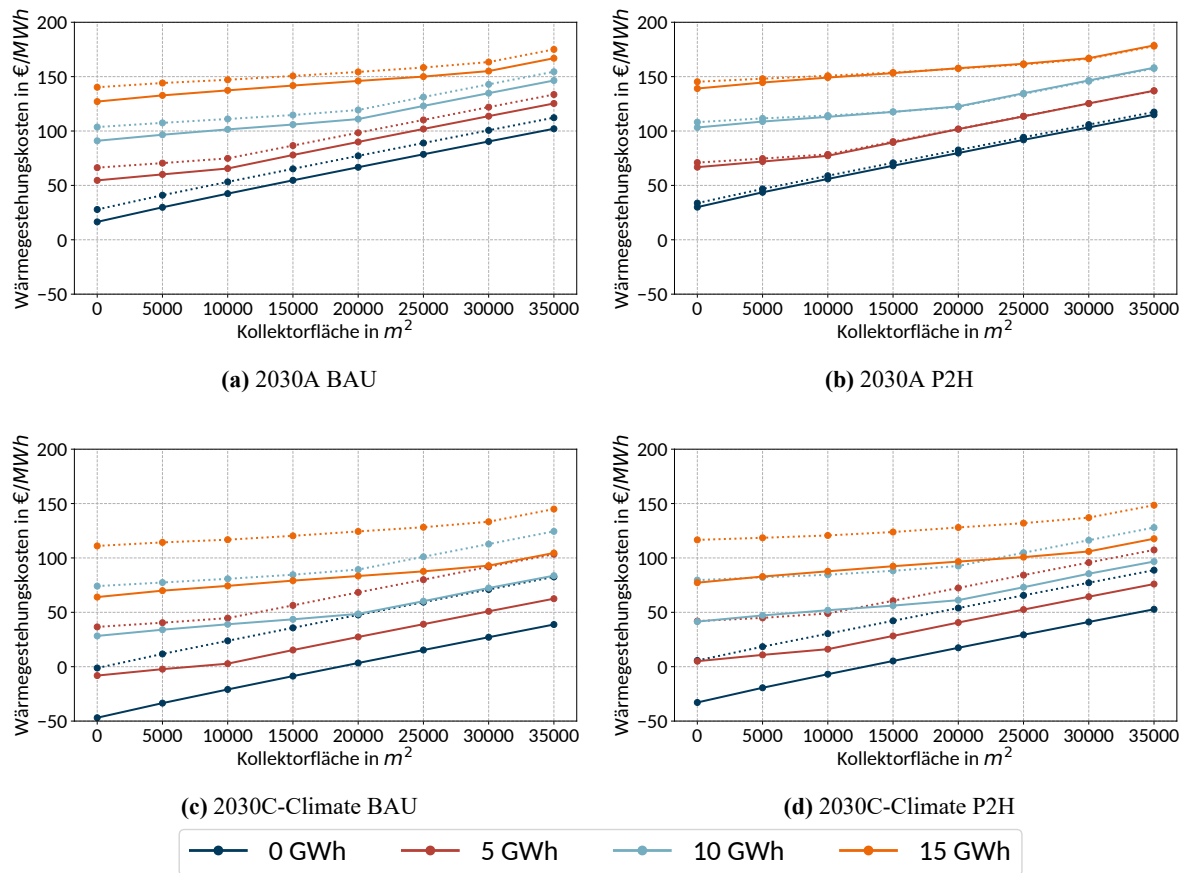 Wärmegestehungskosten in €/MWh
200
150
100
50
0
−50
0 5000 10000 15000 20000 25000 30000 35000
Kollektorfläche in m²
(a) 2030A BAU
Wärmegestehungskosten in €/MWh
200
150
100
50
0
−50
0 5000 10000 15000 20000 25000 30000 35000
Kollektorfläche in m²
(b) 2030A P2H
Wärmegestehungskosten in €/MWh
200
150
100
50
0
−50
0 5000 10000 15000 20000 25000 30000 35000
Kollektorfläche in m²
(c) 2030C-Climate BAU
Wärmegestehungskosten in €/MWh
200
150
100
50
0
−50
0 5000 10000 15000 20000 25000 30000 35000
Kollektorfläche in m²
(d) 2030C-Climate P2H
0 GWh 5 GWh 10 GWh 15 GWh